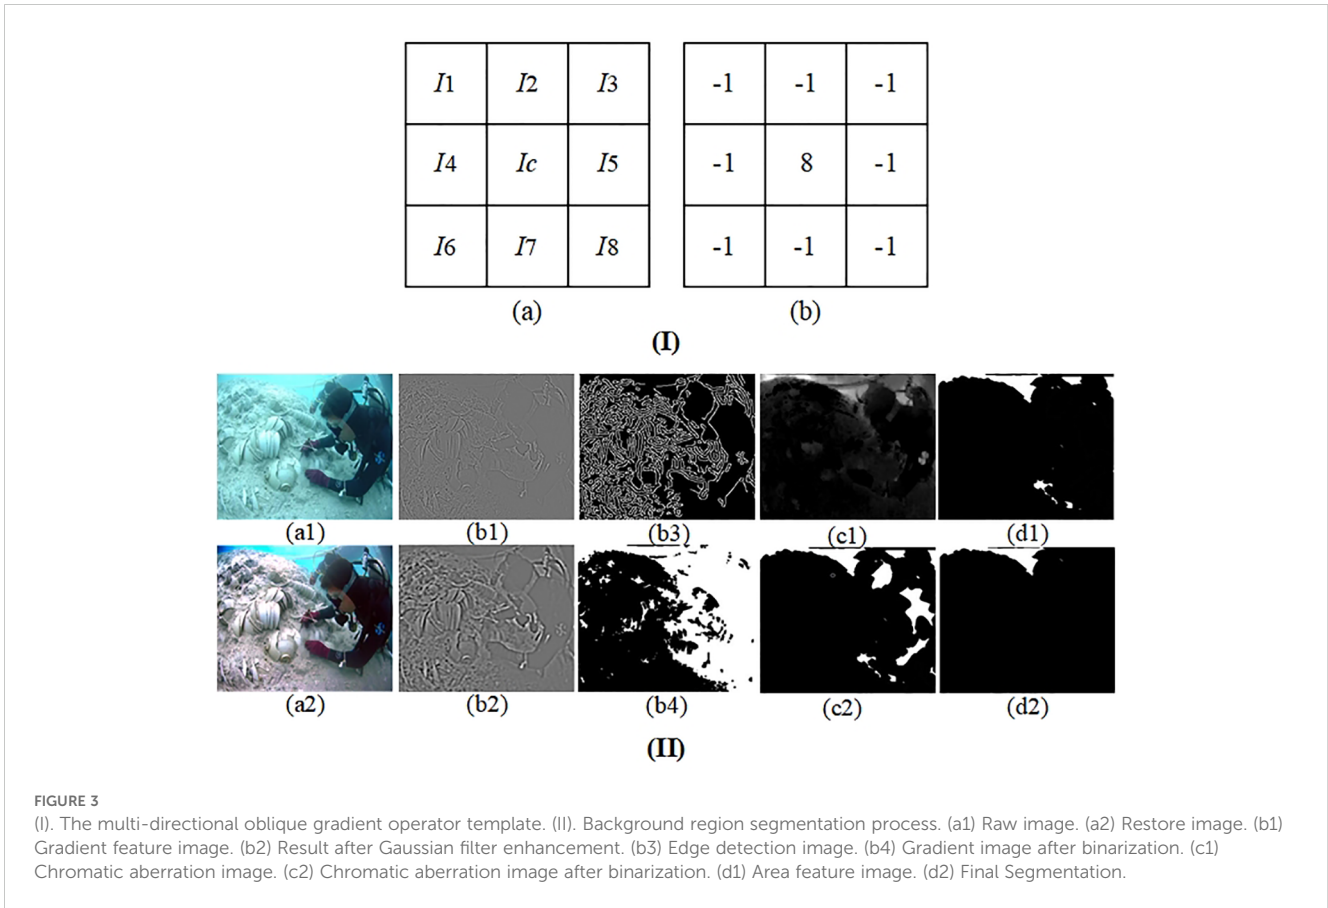 I1 I2 I3
I4 Ic I5
I6 I7 I8
(a)
-1 -1 -1
-1 8 -1
-1 -1 -1
(b)
(I)
(a1) (b1) (b3) (c1) (d1)
(a2) (b2) (b4) (c2) (d2)
(II)
FIGURE 3
(I). The multi-directional oblique gradient operator template. (II). Background region segmentation process. (a1) Raw image. (a2) Restore image. (b1)
Gradient feature image. (b2) Result after Gaussian filter enhancement. (b3) Edge detection image. (b4) Gradient image after binarization. (c1)
Chromatic aberration image. (c2) Chromatic aberration image after binarization. (d1) Area feature image. (d2) Final Segmentation.